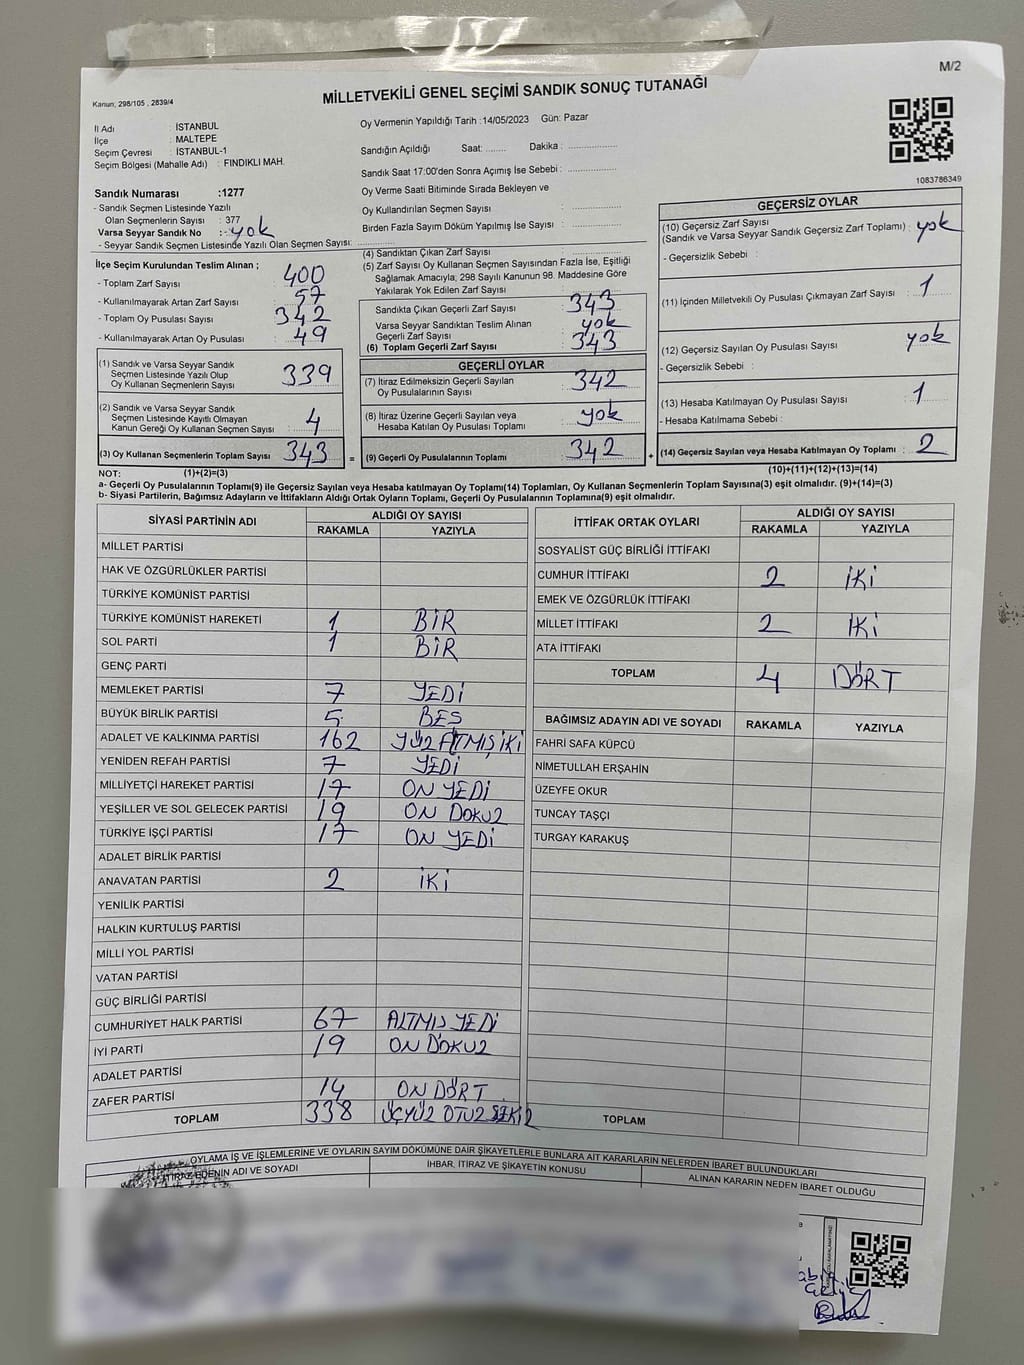 M/2
Kanun, 298/105 , 2839/4
MİLLETVEKİLİ GENEL SEÇİMİ SANDIK SONUÇ TUTANAĞI
İl Adı : İSTANBUL
İlçe : MALTEPE
Seçim Çevresi : İSTANBUL-1
Seçim Bölgesi (Mahalle Adı) : FINDIKLI MAH.
Sandık Numarası :1277
- Sandık Seçmen Listesinde Yazılı
Olan Seçmenlerin Sayısı : 377
Varsa Seyyar Sandık No : yok
- Seyyar Sandık Seçmen Listesinde Yazılı Olan Seçmen Sayısı:
Oy Vermenin Yapıldığı Tarih :14/05/2023 Gün: Pazar
Sandığın Açıldığı Saat: ........ Dakika : ................
Sandık Saat 17:00'den Sonra Açımış İse Sebebi : ................
Oy Verme Saati Bitiminde Sırada Bekleyen ve
Oy Kullandırılan Seçmen Sayısı : ................
Birden Fazla Sayım Döküm Yapılmış İse Sayısı : ................
1083786349
İlçe Seçim Kurulundan Teslim Alınan ;
- Toplam Zarf Sayısı : 400
- Kullanılmayarak Artan Zarf Sayısı : 57
- Toplam Oy Pusulası Sayısı : 342
- Kullanılmayarak Artan Oy Pusulası : 49
(1) Sandık ve Varsa Seyyar Sandık
Seçmen Listesinde Yazılı Olup
Oy Kullanan Seçmenlerin Sayısı : 339
(2) Sandık ve Varsa Seyyar Sandık
Seçmen Listesinde Kayıtlı Olmayan
Kanun Gereği Oy Kullanan Seçmen Sayısı : 4
(3) Oy Kullanan Seçmenlerin Toplam Sayısı : 343 =
(1)+(2)=(3)
(4) Sandıktan Çıkan Zarf Sayısı : ................
(5) Zarf Sayısı Oy Kullanan Seçmen Sayısından Fazla İse, Eşitliği
Sağlamak Amacıyla; 298 Sayılı Kanunun 98. Maddesine Göre
Yakılarak Yok Edilen Zarf Sayısı : ................
Sandıkta Çıkan Geçerli Zarf Sayısı : 343
Varsa Seyyar Sandıktan Teslim Alınan
Geçerli Zarf Sayısı : yok
(6) Toplam Geçerli Zarf Sayısı : 343
GEÇERLİ OYLAR
(7) İtiraz Edilmeksizin Geçerli Sayılan
Oy Pusulalarının Sayısı : 342
(8) İtiraz Üzerine Geçerli Sayılan veya
Hesaba Katılan Oy Pusulası Toplamı : yok
(9) Geçerli Oy Pusulalarının Toplamı : 342 +
GEÇERSİZ OYLAR
(10) Geçersiz Zarf Sayısı
(Sandık ve Varsa Seyyar Sandık Geçersiz Zarf Toplamı) : yok
- Geçersizlik Sebebi :
(11) İçinden Milletvekili Oy Pusulası Çıkmayan Zarf Sayısı : 1
(12) Geçersiz Sayılan Oy Pusulası Sayısı : yok
- Geçersizlik Sebebi :
(13) Hesaba Katılmayan Oy Pusulası Sayısı : 1
- Hesaba Katılmama Sebebi :
(14) Geçersiz Sayılan veya Hesaba Katılmayan Oy Toplamı : 2
(10)+(11)+(12)+(13)=(14)
NOT:
a- Geçerli Oy Pusulalarının Toplamı(9) ile Geçersiz Sayılan veya Hesaba katılmayan Oy Toplamı(14) Toplamları, Oy Kullanan Seçmenlerin Toplam Sayısına(3) eşit olmalıdır. (9)+(14)=(3)
b- Siyasi Partilerin, Bağımsız Adayların ve İttifakların Aldığı Ortak Oyların Toplamı, Geçerli Oy Pusulalarının Toplamına(9) eşit olmalıdır.
SİYASİ PARTİNİN ADI ALDIĞI OY SAYISI
RAKAMLA YAZIYLA
MİLLET PARTİSİ
HAK VE ÖZGÜRLÜKLER PARTİSİ
TÜRKİYE KOMÜNİST PARTİSİ
TÜRKİYE KOMÜNİST HAREKETİ 1 BİR
SOL PARTİ 1 BİR
GENÇ PARTİ
MEMLEKET PARTİSİ 7 YEDİ
BÜYÜK BİRLİK PARTİSİ 5 BEŞ
ADALET VE KALKINMA PARTİSİ 162 YÜZ ATMIŞ İKİ
YENİDEN REFAH PARTİSİ 7 YEDİ
MİLLİYETÇİ HAREKET PARTİSİ 17 ON YEDİ
YEŞİLLER VE SOL GELECEK PARTİSİ 19 ON DOKUZ
TÜRKİYE İŞÇİ PARTİSİ 17 ON YEDİ
ADALET BİRLİK PARTİSİ
ANAVATAN PARTİSİ 2 İKİ
YENİLİK PARTİSİ
HALKIN KURTULUŞ PARTİSİ
MİLLİ YOL PARTİSİ
VATAN PARTİSİ
GÜÇ BİRLİĞİ PARTİSİ
CUMHURİYET HALK PARTİSİ 67 ALTMIŞ YEDİ
İYİ PARTİ 19 ON DOKUZ
ADALET PARTİSİ
ZAFER PARTİSİ 14 ON DÖRT
TOPLAM 338 ÜÇYÜZ OTUZ SEKİZ
İTTİFAK ORTAK OYLARI ALDIĞI OY SAYISI
RAKAMLA YAZIYLA
SOSYALİST GÜÇ BİRLİĞİ İTTİFAKI
CUMHUR İTTİFAKI 2 İKİ
EMEK VE ÖZGÜRLÜK İTTİFAKI
MİLLET İTTİFAKI 2 İKİ
ATA İTTİFAKI
TOPLAM 4 DÖRT
BAĞIMSIZ ADAYIN ADI VE SOYADI RAKAMLA YAZIYLA
FAHRİ SAFA KÜPCÜ
NİMETULLAH ERŞAHİN
ÜZEYFE OKUR
TUNCAY TAŞÇI
TURGAY KARAKUŞ
TOPLAM
OYLAMA İŞ VE İŞLEMLERİNE VE OYLARIN SAYIM DÖKÜMÜNE DAİR ŞİKAYETLERLE BUNLARA AİT KARARLARIN NELERDEN İBARET BULUNDUKLARI
İTİRAZ EDENİN ADI VE SOYADI İHBAR, İTİRAZ VE ŞİKAYETİN KONUSU ALINAN KARARIN NEDEN İBARET OLDUĞU